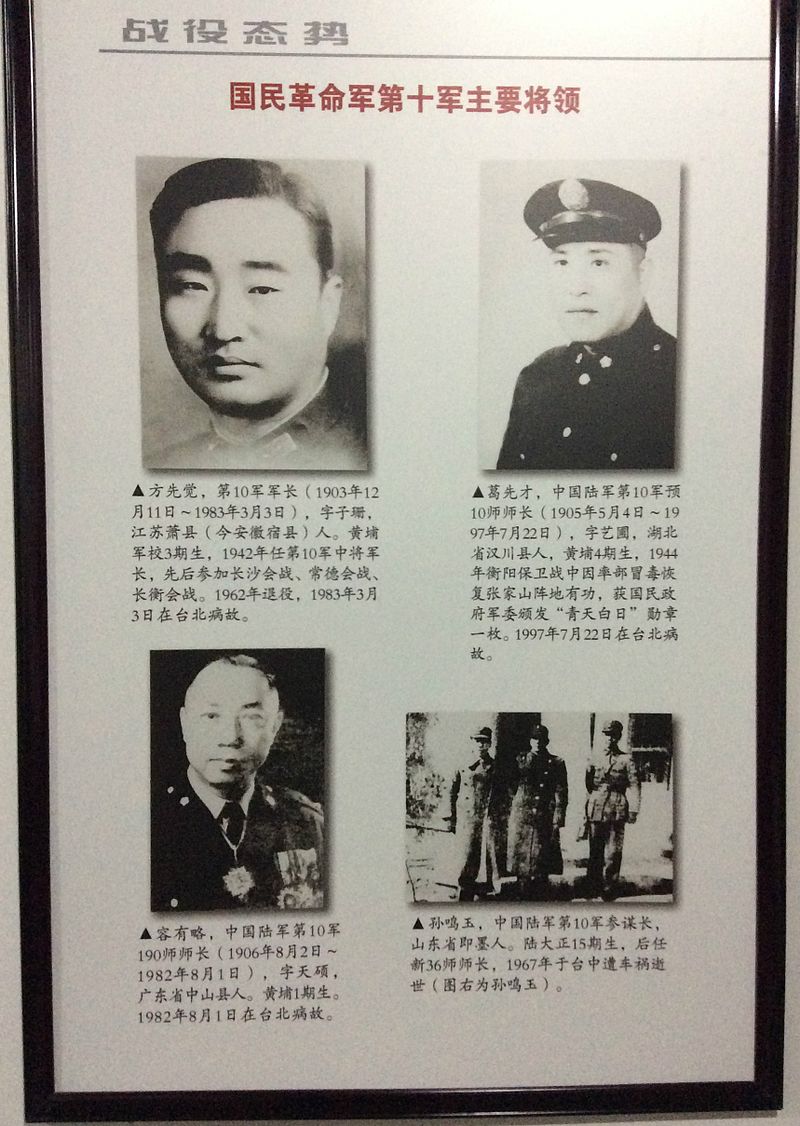 战役态势
国民革命军第十军主要将领
▲方先觉，第10军军长（1903年12
月11日～1983年3月3日），字子珊，
江苏萧县（今安徽宿县）人。黄埔
军校3期生，1942年任第10军中将军
长，先后参加长沙会战、常德会战、
长衡会战。1962年退役，1983年3月
3日在台北病故。
▲葛先才，中国陆军第10军预
10师师长（1905年5月4日～19
97年7月22日），字艺圃，湖北
省汉川县人，黄埔4期生，1944
年衡阳保卫战中因率部冒毒恢
复张家山阵地有功，获国民政
府军委颁发“青天白日”勋章
一枚。1997年7月22日在台北病
故。
▲容有略，中国陆军第10军
190师师长（1906年8月2日～
1982年8月1日），字天硕，
广东省中山县人。黄埔1期生。
1982年8月1日在台北病故。
▲孙鸣玉，中国陆军第10军参谋长，
山东省即墨人。陆大正15期生，后任
新36师师长，1967年于台中遭车祸逝
世（图右为孙鸣玉）。